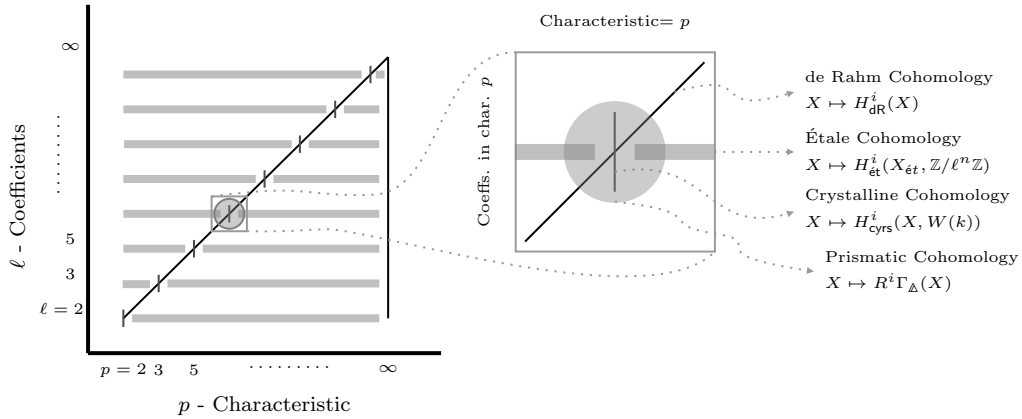 ∞
5
3
ℓ = 2
ℓ - Coefficients
p = 2 3 5 ......... ∞
p - Characteristic
Characteristic= p
Coeffs. in char. p
de Rahm Cohomology
X ↦ H^i_dR(X)
Étale Cohomology
X ↦ H^i_ét(X_ét, ℤ/ℓ^nℤ)
Crystalline Cohomology
X ↦ H^i_cyrs(X, W(k))
Prismatic Cohomology
X ↦ R^iΓ_𝚫(X)